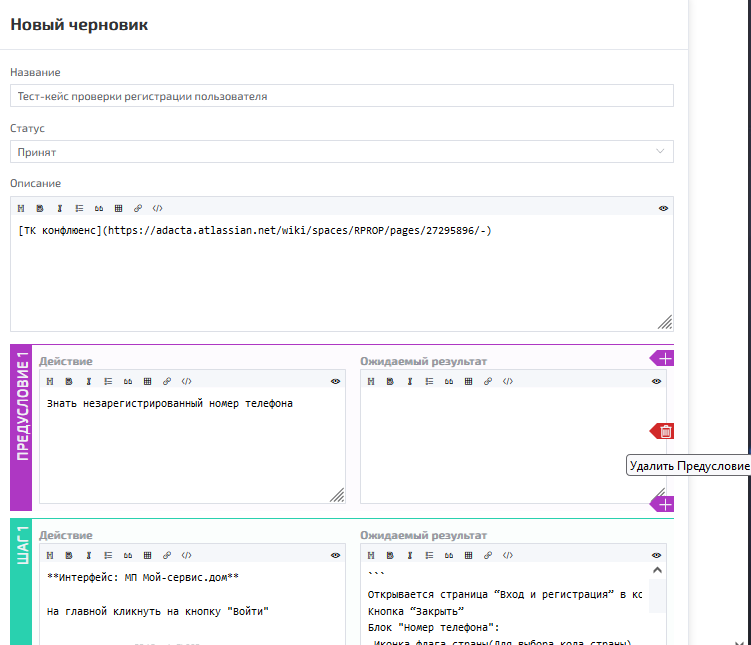 Новый черновик
Название
Тест-кейс проверки регистрации пользователя
Статус
Принят
Описание
[ТК конфлюенс](https://adacta.atlassian.net/wiki/spaces/RPROP/pages/27295896/-)
ПРЕДУСЛОВИЕ 1
Действие
Ожидаемый результат
Знать незарегистрированный номер телефона
Удалить Предусловие
ШАГ 1
Действие
Ожидаемый результат
**Интерфейс: МП Мой-сервис.дом**
На главной кликнуть на кнопку "Войти"
```
Открывается страница “Вход и регистрация” в ко
Кнопка “Закрыть”
Блок "Номер телефона":
Иконка флага страны(Для выбора кода страны)